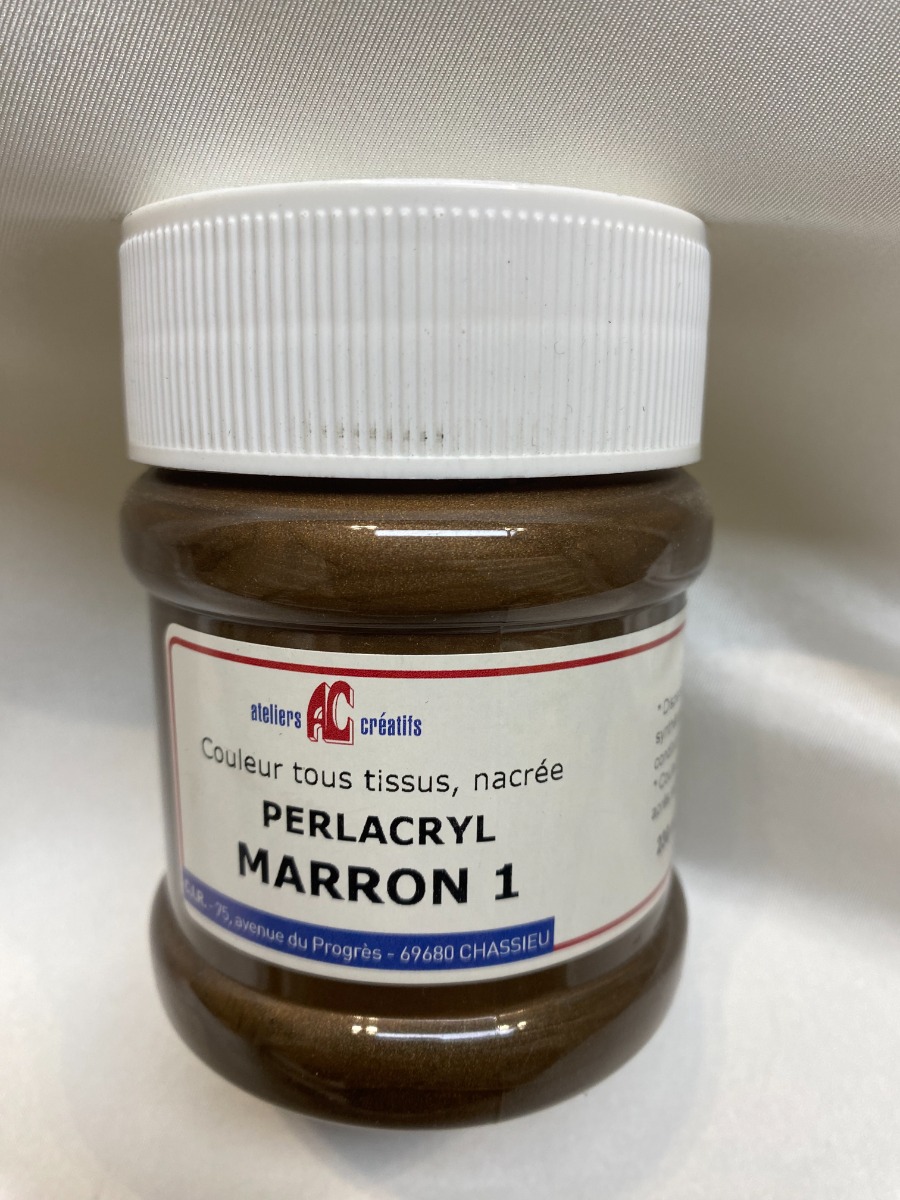 ateliers AC créatifs
Couleur tous tissus, nacrée
PERLACRYL
MARRON 1
75, avenue du Progrès - 69680 CHASSIEU